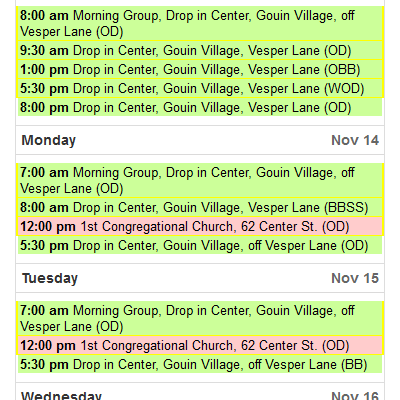 8:00 am Morning Group, Drop in Center, Gouin Village, off
Vesper Lane (OD)
9:30 am Drop in Center, Gouin Village, Vesper Lane (OD)
1:00 pm Drop in Center, Gouin Village, Vesper Lane (OBB)
5:30 pm Drop in Center, Gouin Village, Vesper Lane (WOD)
8:00 pm Drop in Center, Gouin Village, Vesper Lane (OD)
Monday Nov 14
7:00 am Morning Group, Drop in Center, Gouin Village, off
Vesper Lane (OD)
8:00 am Drop in Center, Gouin Village, Vesper Lane (BBSS)
12:00 pm 1st Congregational Church, 62 Center St. (OD)
5:30 pm Drop in Center, Gouin Village, off Vesper Lane (OD)
Tuesday Nov 15
7:00 am Morning Group, Drop in Center, Gouin Village, off
Vesper Lane (OD)
12:00 pm 1st Congregational Church, 62 Center St. (OD)
5:30 pm Drop in Center, Gouin Village, off Vesper Lane (BB)
Wednesday Nov 16